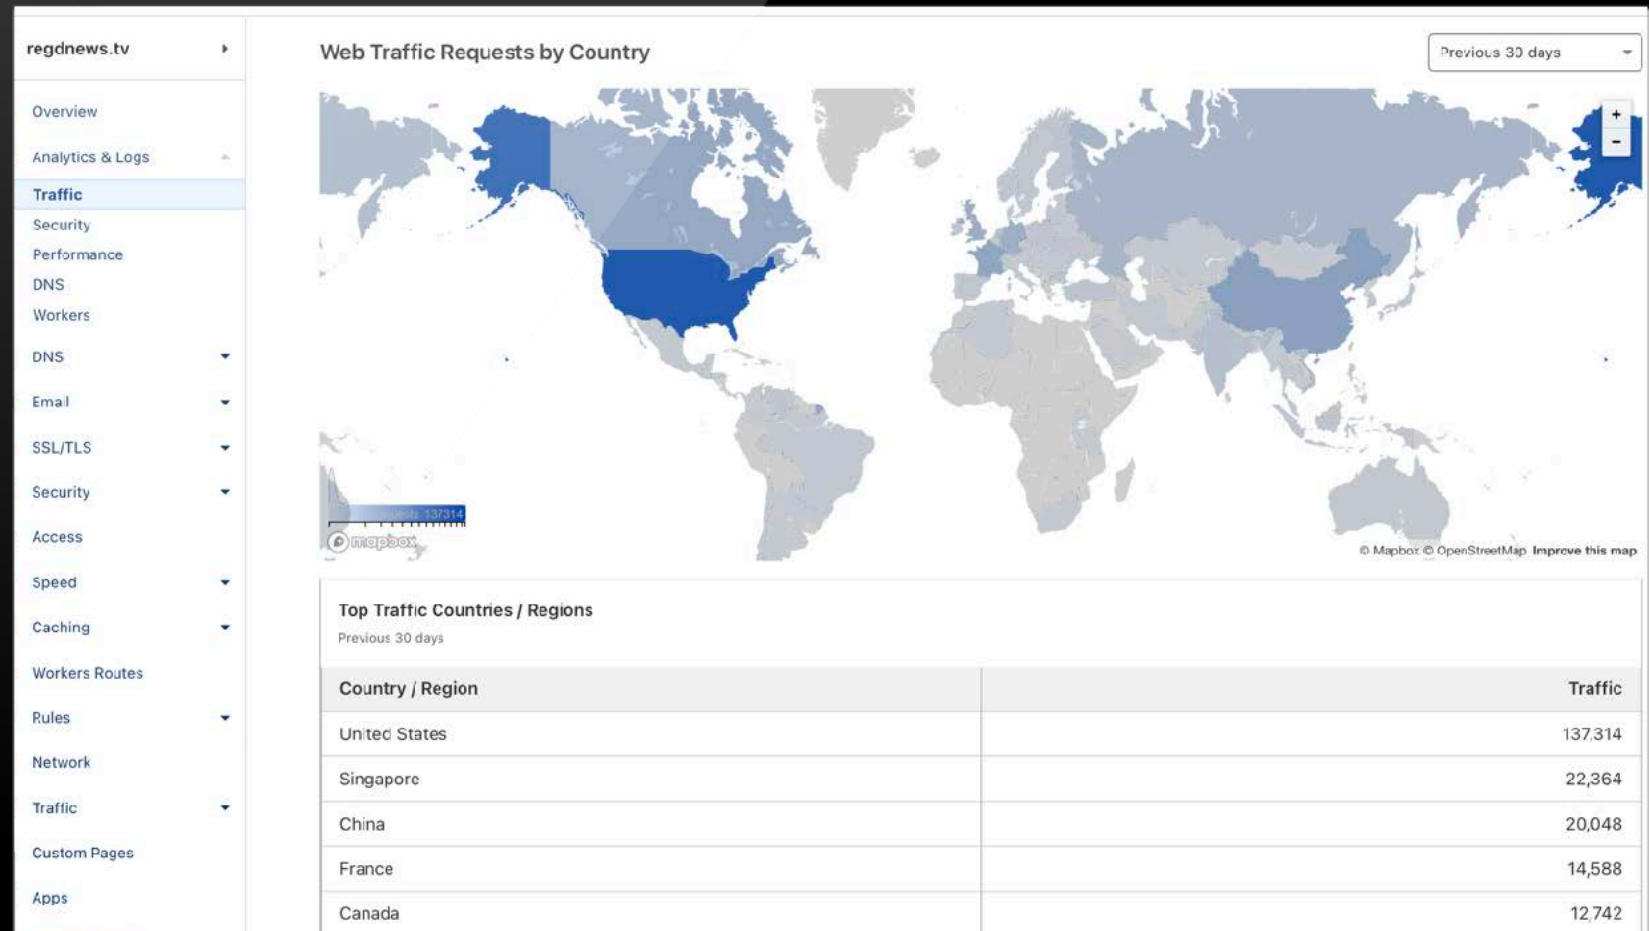 regdnews.tv
Overview
Analytics & Logs
Traffic
Security
Performance
DNS
Workers
DNS
Email
SSL/TLS
Security
Access
Speed
Caching
Workers Routes
Rules
Network
Traffic
Custom Pages
Apps
Web Traffic Requests by Country
Previous 30 days
+
-
137314
mapbox
© Mapbox © OpenStreetMap Improve this map
Top Traffic Countries / Regions
Previous 30 days
Country / Region Traffic
United States 137,314
Singapore 22,364
China 20,048
France 14,588
Canada 12,742